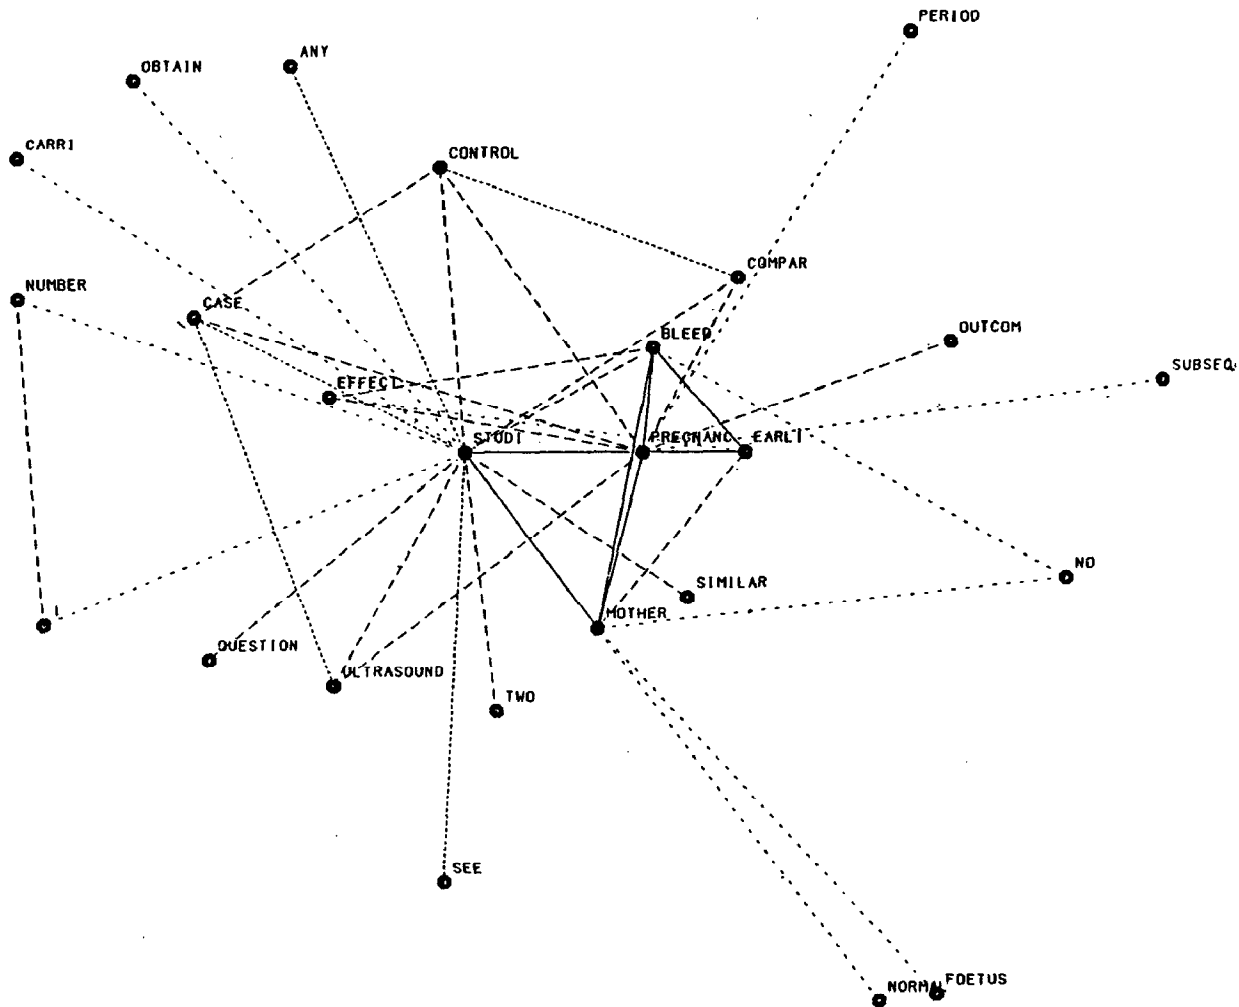 PERIOD
ANY
OBTAIN
CARRI
CONTROL
COMPAR
NUMBER
CASE
BLEED
OUTCOM
SUBSEQ
EFFECT
STUDI
PREGNANC
EARLI
NO
SIMILAR
MOTHER
QUESTION
ULTRASOUND
TWO
SEE
NORMAL
FOETUS